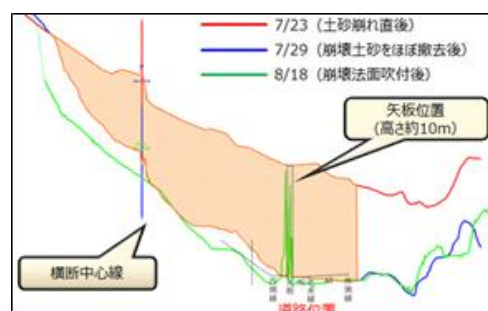 7/23（土砂崩れ直後）
7/29（崩壊土砂をほぼ撤去後）
8/18（崩壊法面吹付後）
矢板位置
（高さ約10m）
横断中心線
道路位置